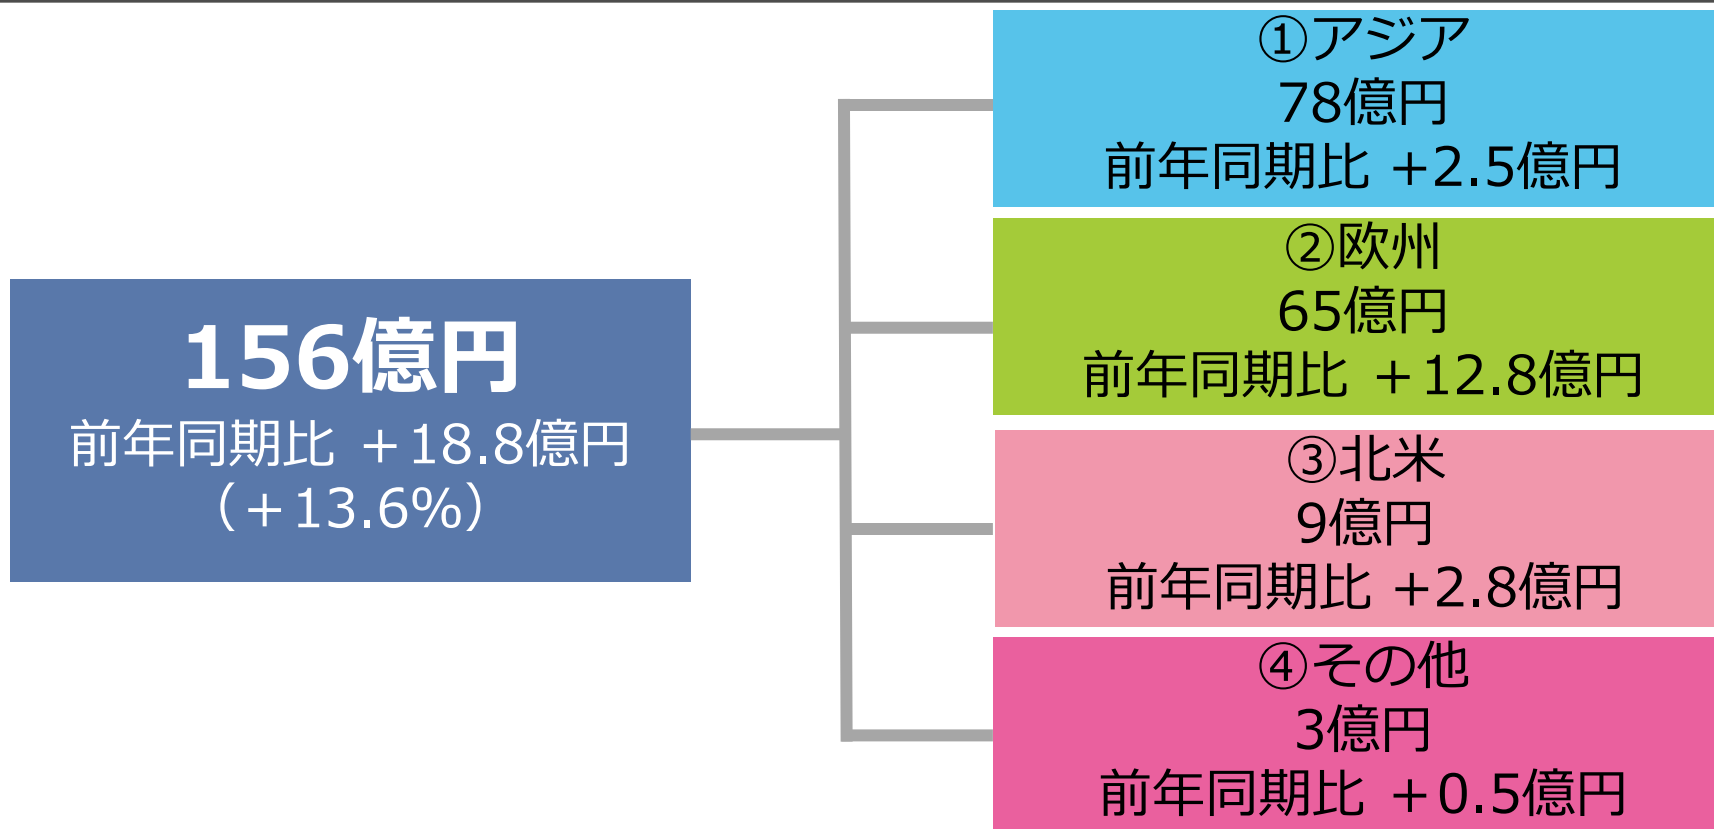 156億円
前年同期比 +18.8億円
（+13.6%）
①アジア
78億円
前年同期比 +2.5億円
②欧州
65億円
前年同期比 +12.8億円
③北米
9億円
前年同期比 +2.8億円
④その他
3億円
前年同期比 +0.5億円